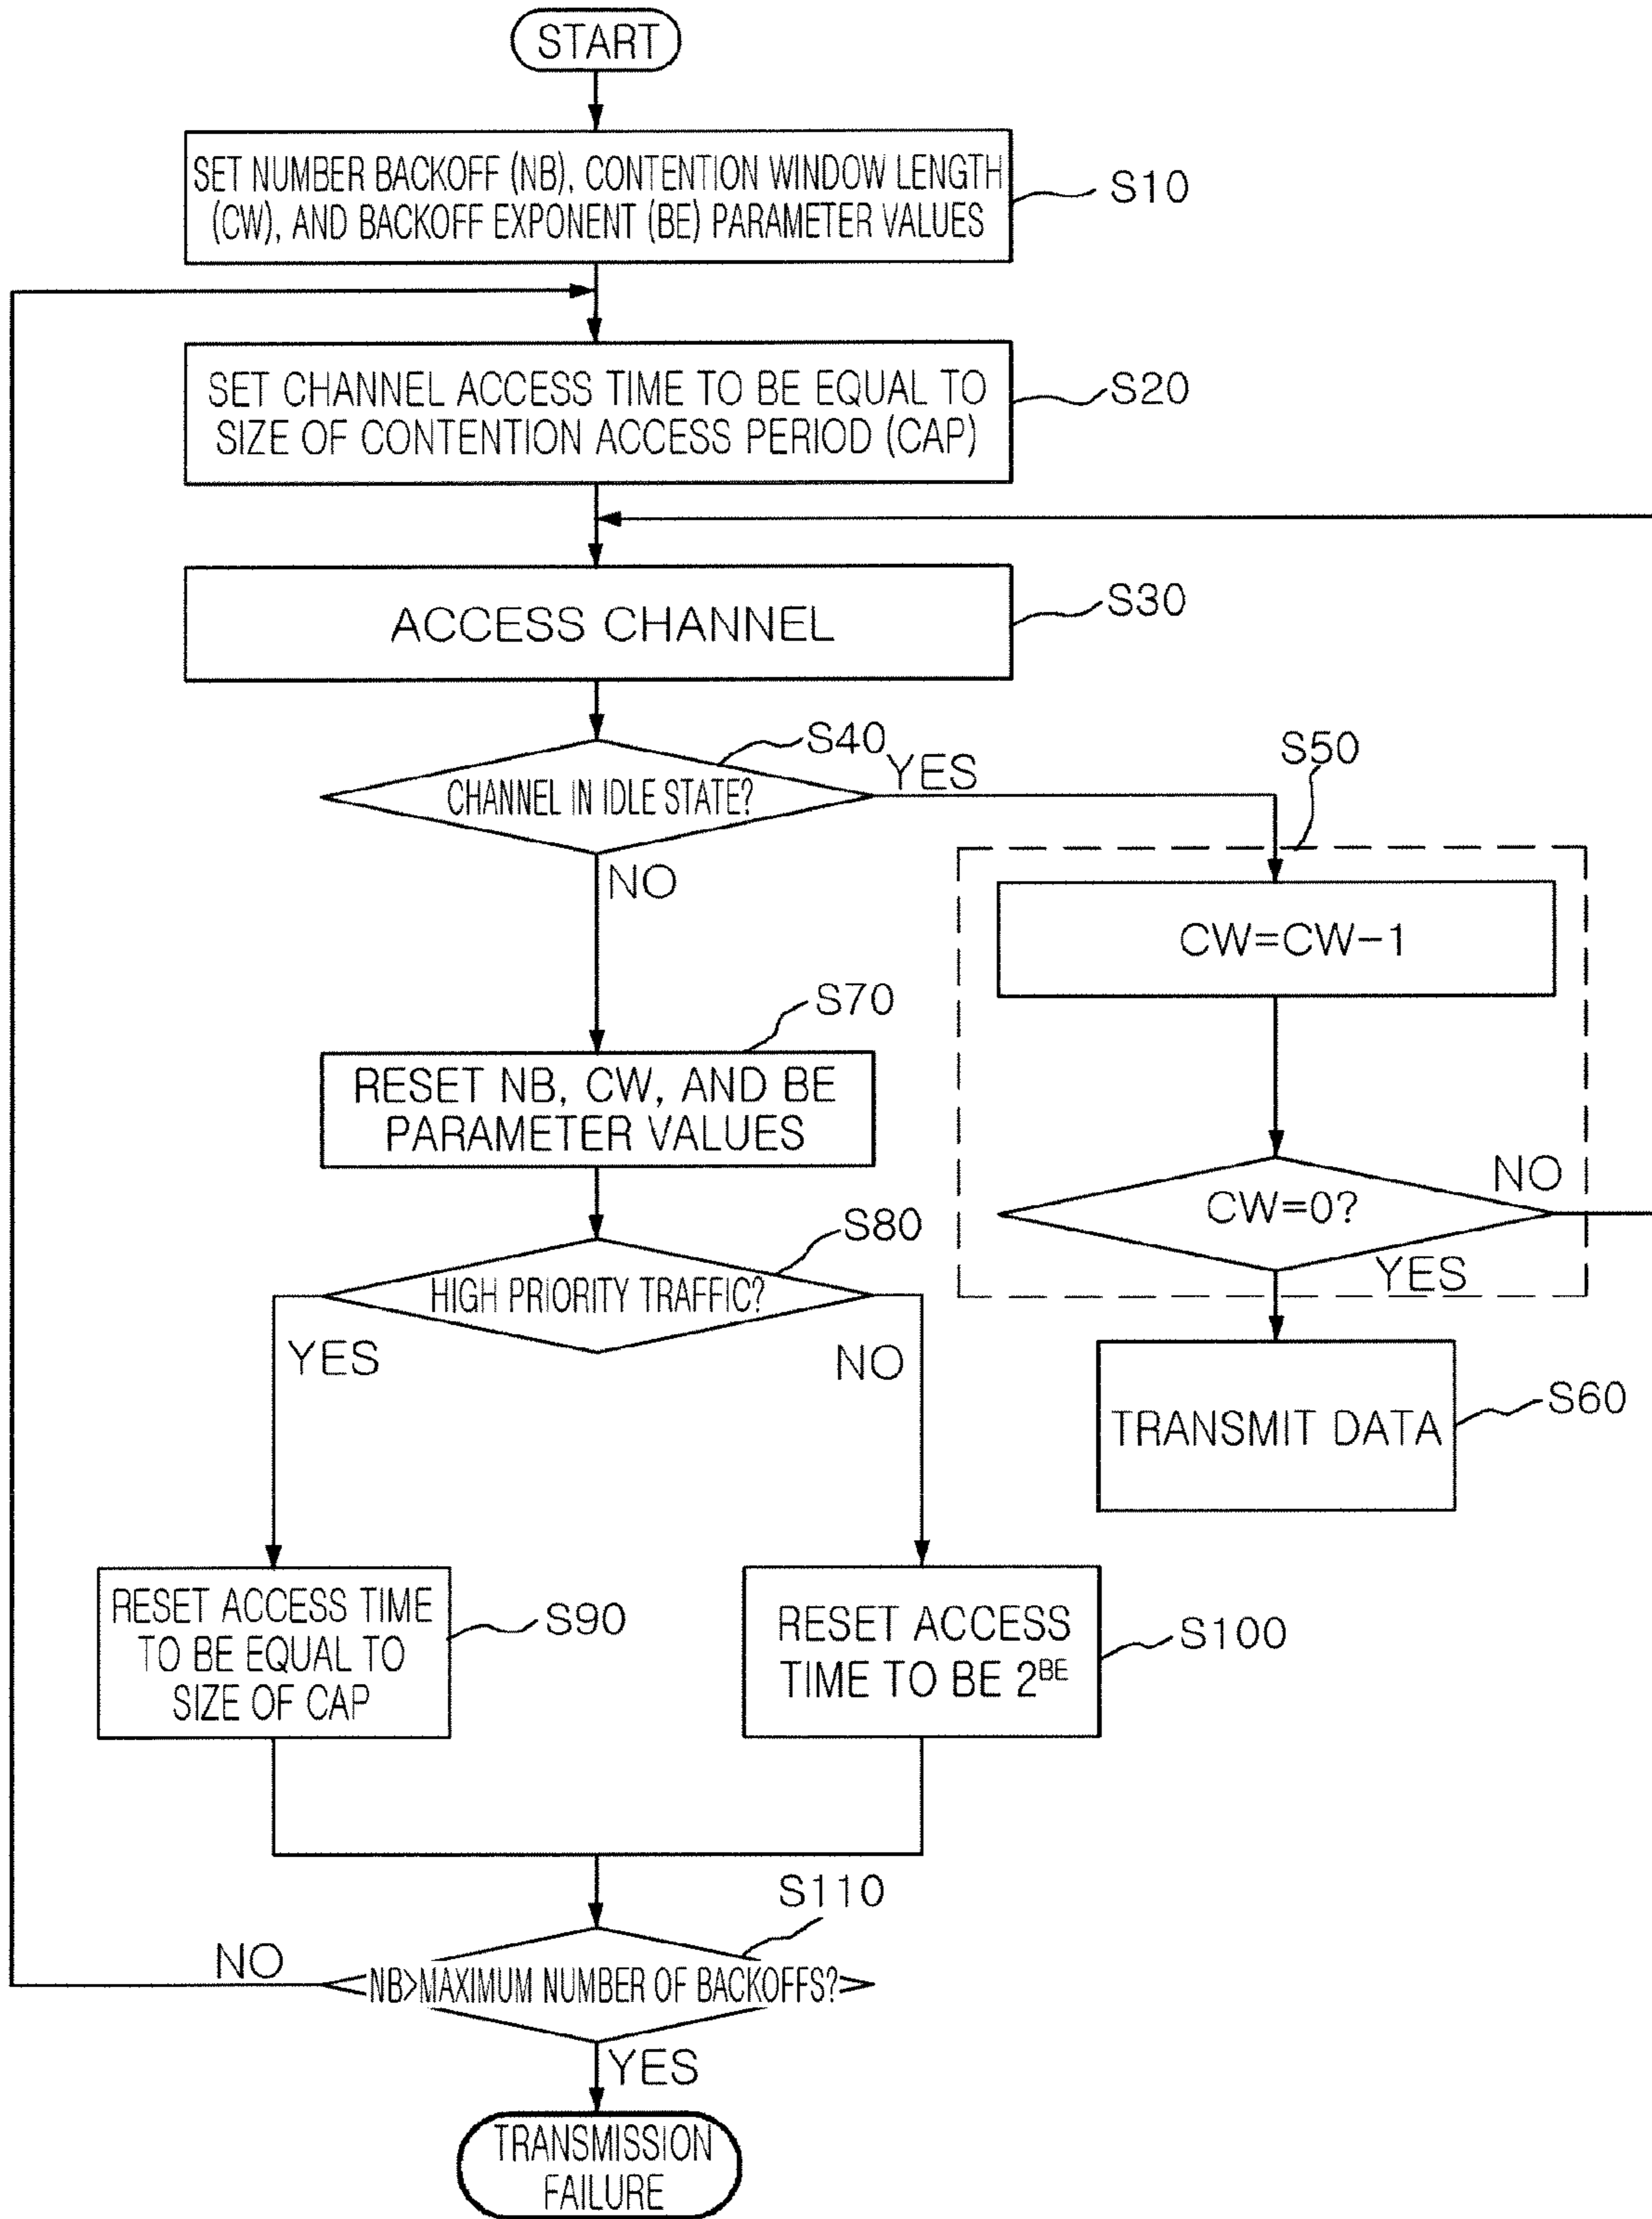 START
SET NUMBER BACKOFF (NB), CONTENTION WINDOW LENGTH
(CW), AND BACKOFF EXPONENT (BE) PARAMETER VALUES
S10
SET CHANNEL ACCESS TIME TO BE EQUAL TO
SIZE OF CONTENTION ACCESS PERIOD (CAP)
S20
ACCESS CHANNEL
S30
S40
CHANNEL IN IDLE STATE?
YES
NO
S50
CW=CW-1
CW=0?
NO
YES
TRANSMIT DATA
S60
S70
RESET NB, CW, AND BE
PARAMETER VALUES
S80
HIGH PRIORITY TRAFFIC?
YES
NO
RESET ACCESS TIME
TO BE EQUAL TO
SIZE OF CAP
S90
RESET ACCESS
TIME TO BE 2^BE
S100
S110
NB>MAXIMUM NUMBER OF BACKOFFS?
NO
YES
TRANSMISSION
FAILURE